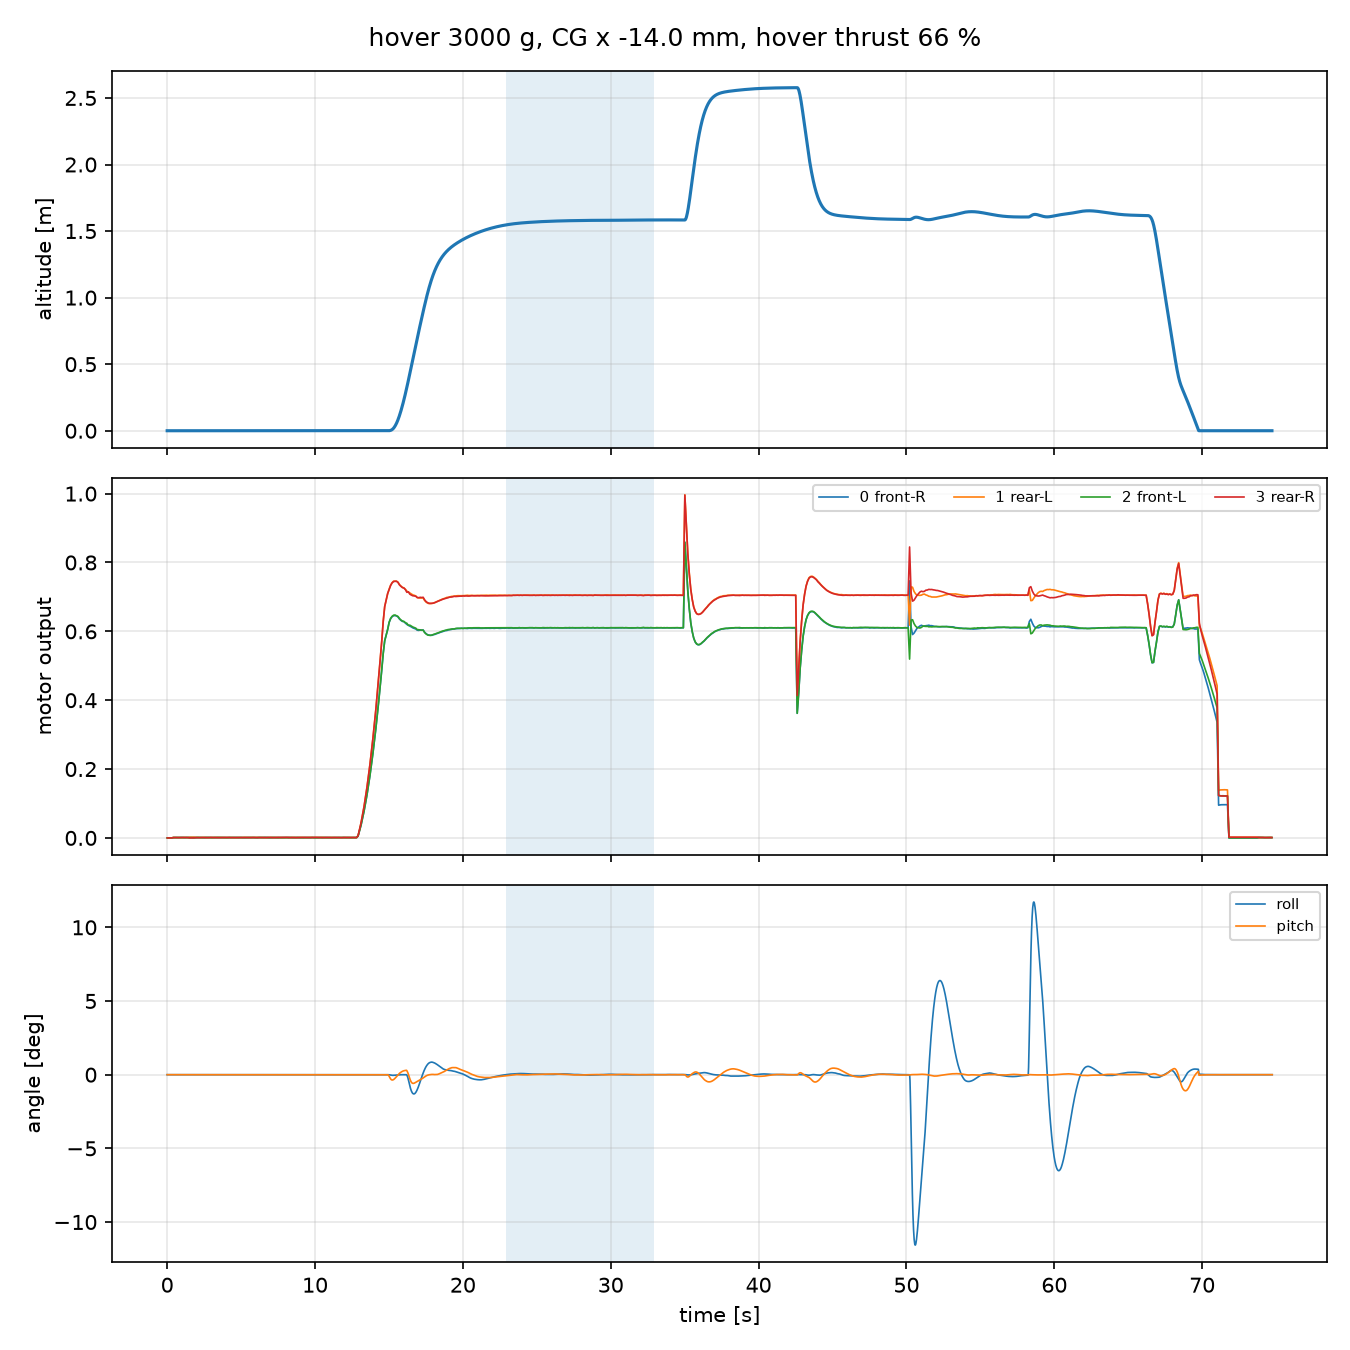 hover 3000 g, CG x -14.0 mm, hover thrust 66 %
2.5
2.0
1.5
1.0
0.5
0.0
altitude [m]
0 front-R 1 rear-L 2 front-L 3 rear-R
1.0
0.8
0.6
0.4
0.2
0.0
motor output
roll
pitch
10
5
0
−5
−10
angle [deg]
0 10 20 30 40 50 60 70
time [s]